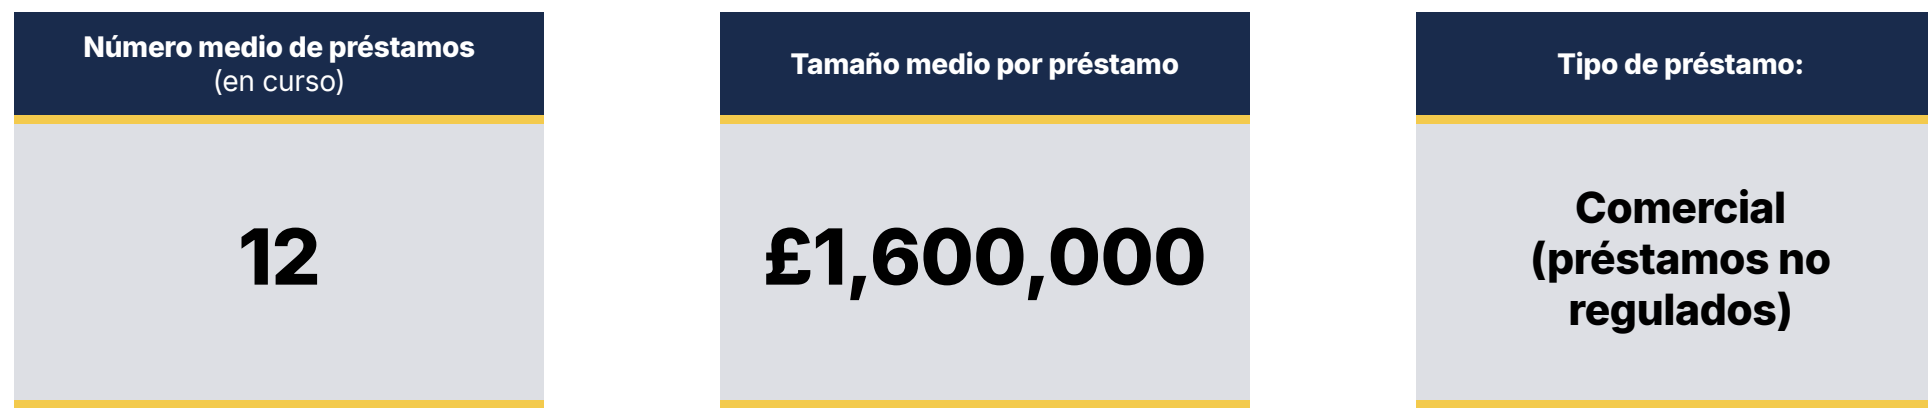 Número medio de préstamos
(en curso)
12
Tamaño medio por préstamo
£1,600,000
Tipo de préstamo:
Comercial
(préstamos no
regulados)